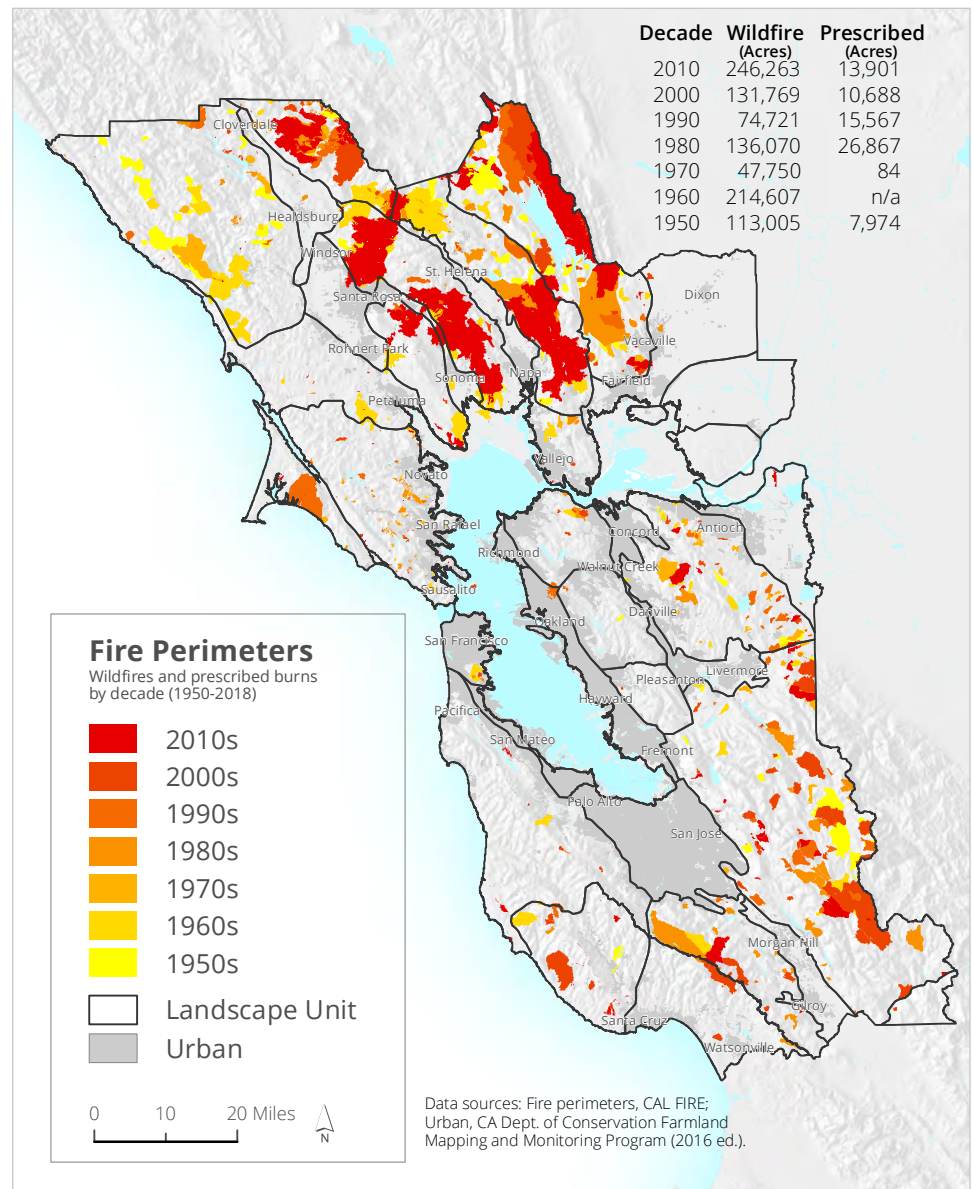 Decade Wildfire Prescribed
(Acres) (Acres)
2010 246,263 13,901
2000 131,769 10,688
1990 74,721 15,567
1980 136,070 26,867
1970 47,750 84
1960 214,607 n/a
1950 113,005 7,974
Cloverdale
Healdsburg
Windsor
St. Helena
Santa Rosa
Dixon
Rohnert Park
Vacaville
Sonoma
Napa
Fairfield
Petaluma
Vallejo
Novato
San Rafael
Concord
Antioch
Richmond
Walnut Creek
Sausalito
Danville
Oakland
San Francisco
Livermore
Pleasanton
Hayward
Pacifica
San Mateo
Fremont
Palo Alto
San Jose
Morgan Hill
Gilroy
Santa Cruz
Watsonville
Fire Perimeters
Wildfires and prescribed burns
by decade (1950-2018)
2010s
2000s
1990s
1980s
1970s
1960s
1950s
Landscape Unit
Urban
0 10 20 Miles
N
Data sources: Fire perimeters, CAL FIRE;
Urban, CA Dept. of Conservation Farmland
Mapping and Monitoring Program (2016 ed.).